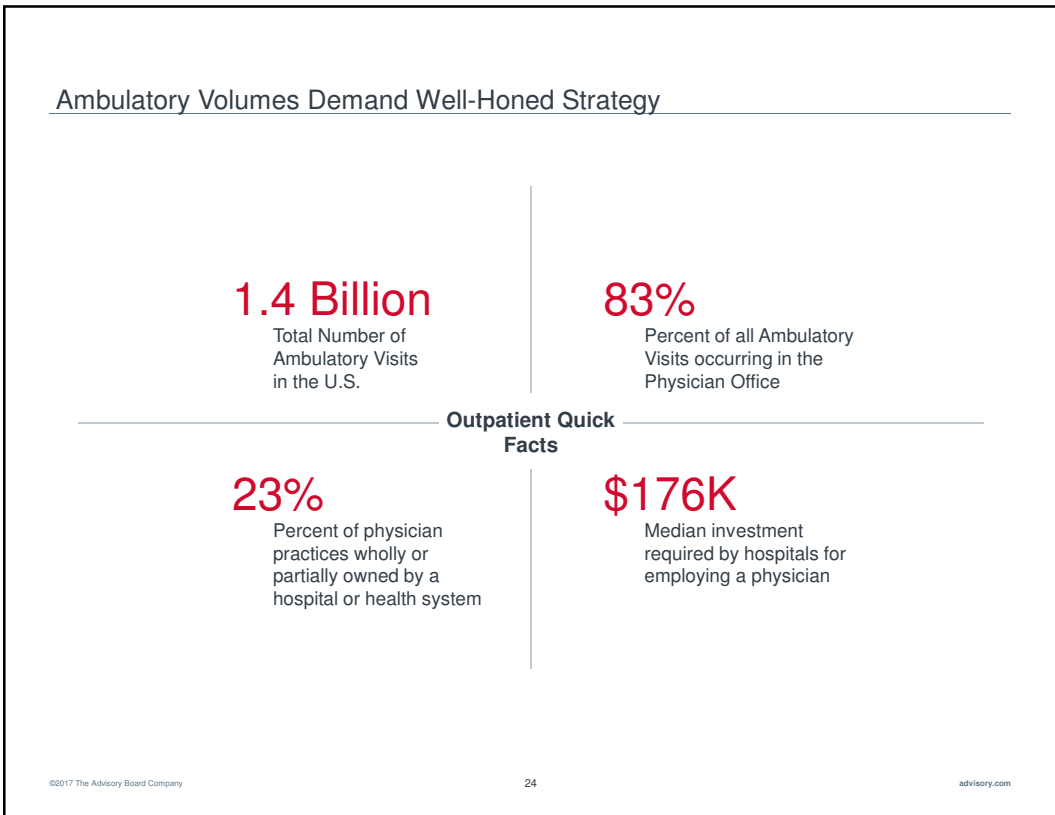 Ambulatory Volumes Demand Well-Honed Strategy
1.4 Billion
Total Number of
Ambulatory Visits
in the U.S.
83%
Percent of all Ambulatory
Visits occurring in the
Physician Office
Outpatient Quick
Facts
23%
Percent of physician
practices wholly or
partially owned by a
hospital or health system
$176K
Median investment
required by hospitals for
employing a physician
©2017 The Advisory Board Company
24
advisory.com